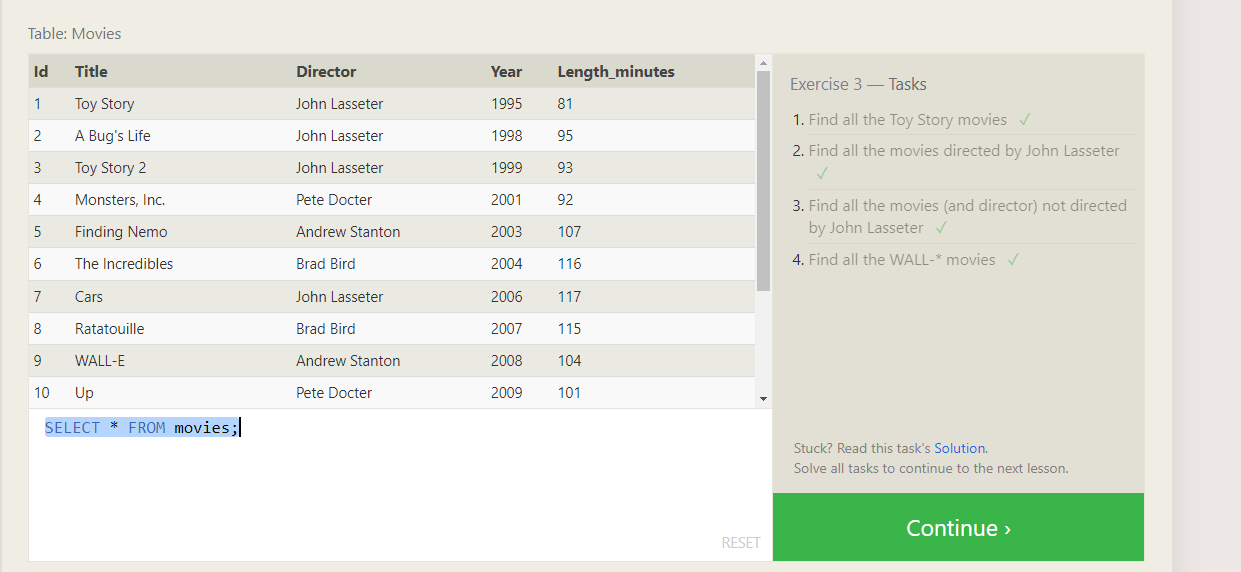 Table: Movies
Id Title Director Year Length_minutes
1 Toy Story John Lasseter 1995 81
2 A Bug's Life John Lasseter 1998 95
3 Toy Story 2 John Lasseter 1999 93
4 Monsters, Inc. Pete Docter 2001 92
5 Finding Nemo Andrew Stanton 2003 107
6 The Incredibles Brad Bird 2004 116
7 Cars John Lasseter 2006 117
8 Ratatouille Brad Bird 2007 115
9 WALL-E Andrew Stanton 2008 104
10 Up Pete Docter 2009 101
SELECT * FROM movies;
RESET
Exercise 3 — Tasks
1. Find all the Toy Story movies ✓
2. Find all the movies directed by John Lasseter
✓
3. Find all the movies (and director) not directed
by John Lasseter ✓
4. Find all the WALL-* movies ✓
Stuck? Read this task's Solution.
Solve all tasks to continue to the next lesson.
Continue ›